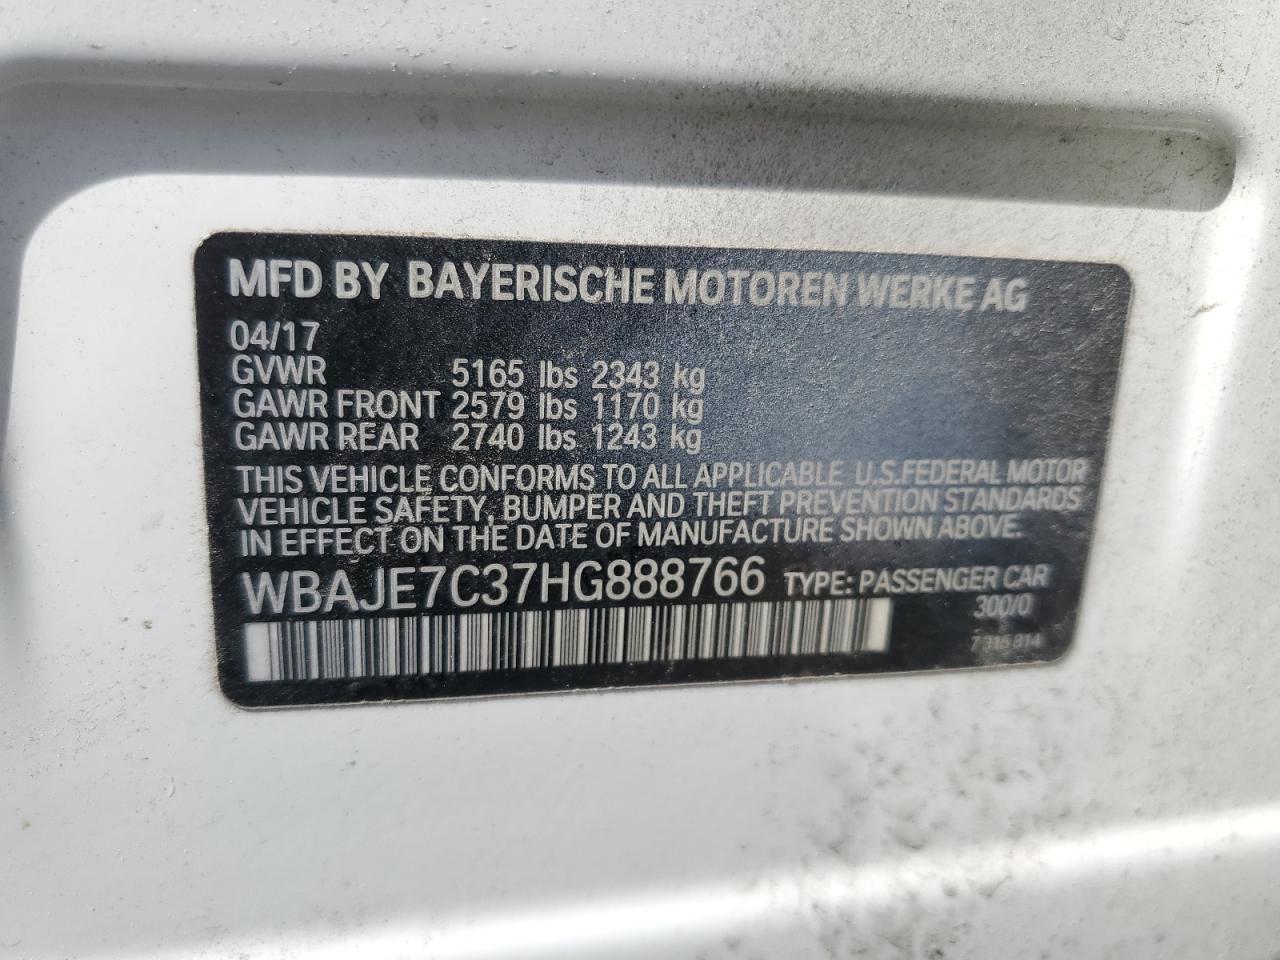 MFD BY BAYERISCHE MOTOREN WERKE AG
04/17
GVWR 5165 lbs 2343 kg
GAWR FRONT 2579 lbs 1170 kg
GAWR REAR 2740 lbs 1243 kg
THIS VEHICLE CONFORMS TO ALL APPLICABLE U.S.FEDERAL MOTOR
VEHICLE SAFETY, BUMPER AND THEFT PREVENTION STANDARDS
IN EFFECT ON THE DATE OF MANUFACTURE SHOWN ABOVE.
WBAJE7C37HG888766 TYPE: PASSENGER CAR
300/0
7315814